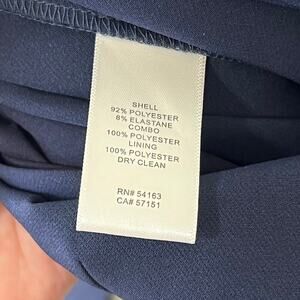 SHELL
92% POLYESTER
8% ELASTANE
COMBO
100% POLYESTER
LINING
100% POLYESTER
DRY CLEAN
RN# 54163
CA# 57151